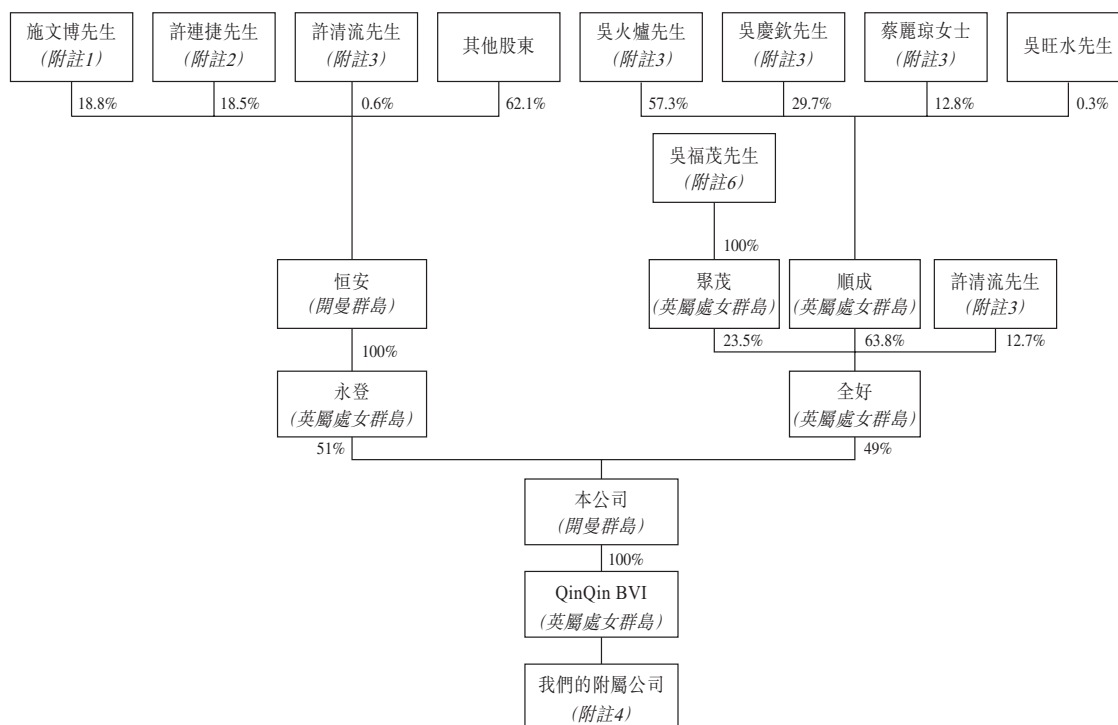 施文博先生
(附註1)
許連捷先生
(附註2)
許清流先生
(附註3)
其他股東
吳火爐先生
(附註3)
吳慶欽先生
(附註3)
蔡麗琼女士
(附註3)
吳旺水先生
18.8%
18.5%
0.6%
62.1%
57.3%
29.7%
12.8%
0.3%
吳福茂先生
(附註6)
100%
恒安
(開曼群島)
聚茂
(英屬處女群島)
順成
(英屬處女群島)
許清流先生
(附註3)
100%
23.5%
63.8%
12.7%
永登
(英屬處女群島)
全好
(英屬處女群島)
51%
49%
本公司
(開曼群島)
100%
QinQin BVI
(英屬處女群島)
我們的附屬公司
(附註4)